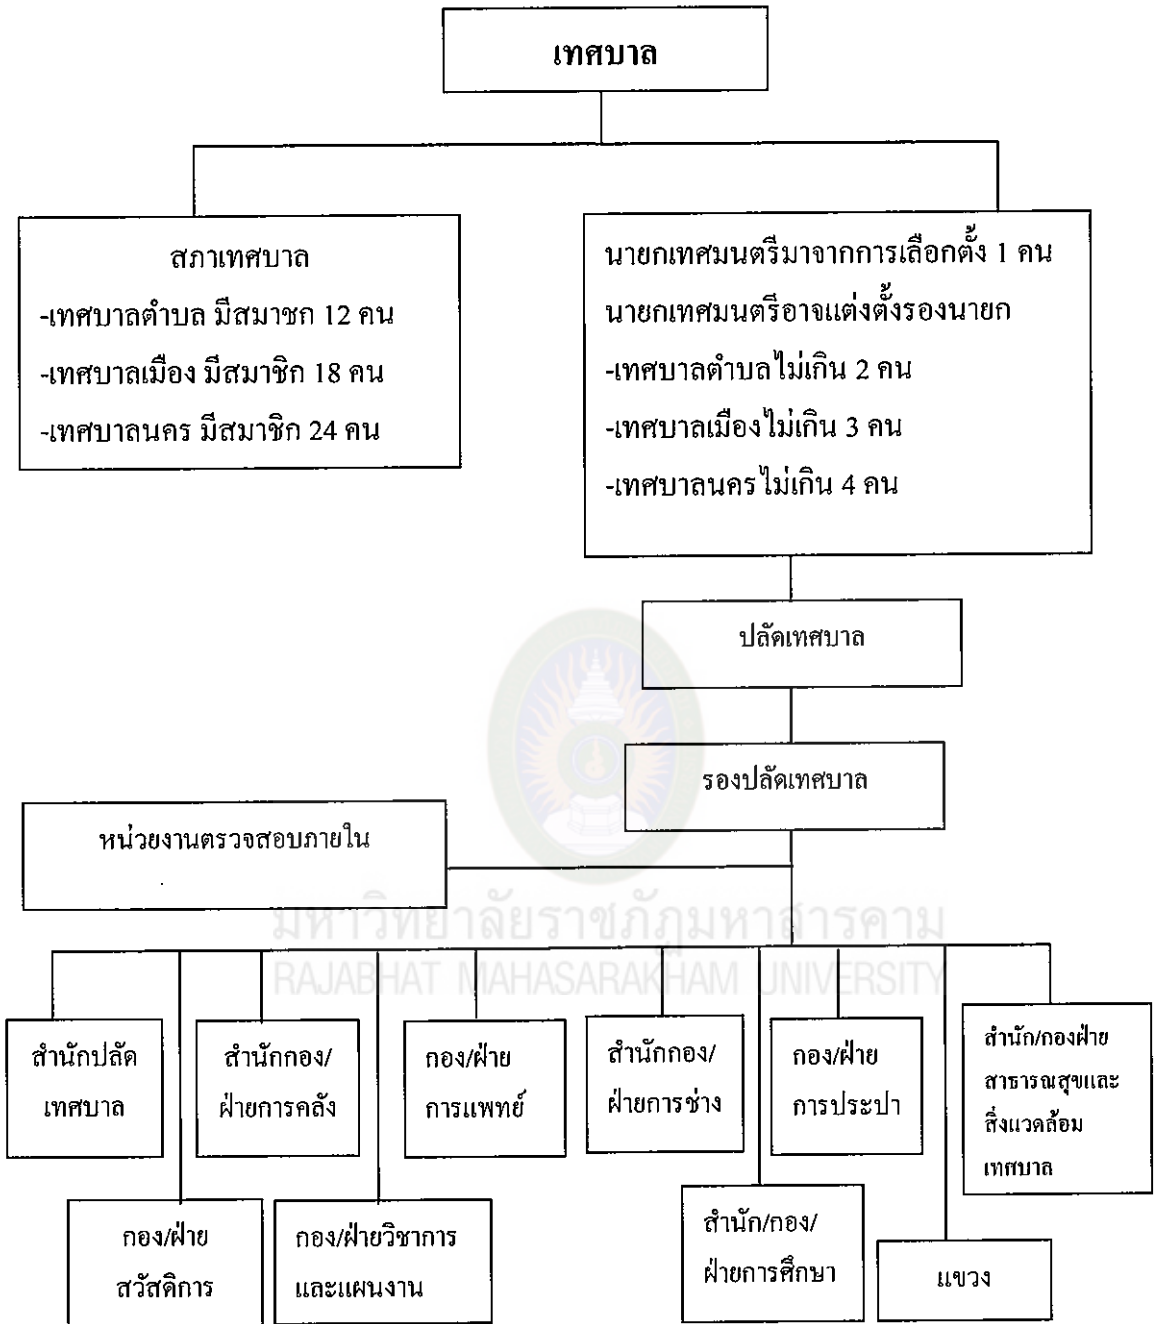 เทศบาล
สภาเทศบาล
-เทศบาลตำบล มีสมาชก 12 คน
-เทศบาลเมือง มีสมาชิก 18 คน
-เทศบาลนคร มีสมาชิก 24 คน
นายกเทศมนตรีมาจากการเลือกตั้ง 1 คน
นายกเทศมนตรีอาจแต่งตั้งรองนายก
-เทศบาลตำบลไม่เกิน 2 คน
-เทศบาลเมืองไม่เกิน 3 คน
-เทศบาลนครไม่เกิน 4 คน
ปลัดเทศบาล
รองปลัดเทศบาล
หน่วยงานตรวจสอบภายใน
มหาวิทยาลัยราชภัฏมหาสารคาม
RAJABHAT MAHASARAKHAM UNIVERSITY
สำนักปลัด
เทศบาล
สำนักกอง/
ฝ่ายการคลัง
กอง/ฝ่าย
การแพทย์
สำนักกอง/
ฝ่ายการช่าง
กอง/ฝ่าย
การประปา
สำนัก/กองฝ่าย
สาธารณสุขและ
สิ่งแวดล้อม
เทศบาล
กอง/ฝ่าย
สวัสดิการ
กอง/ฝ่ายวิชาการ
และแผนงาน
สำนัก/กอง/
ฝ่ายการศึกษา
แขวง